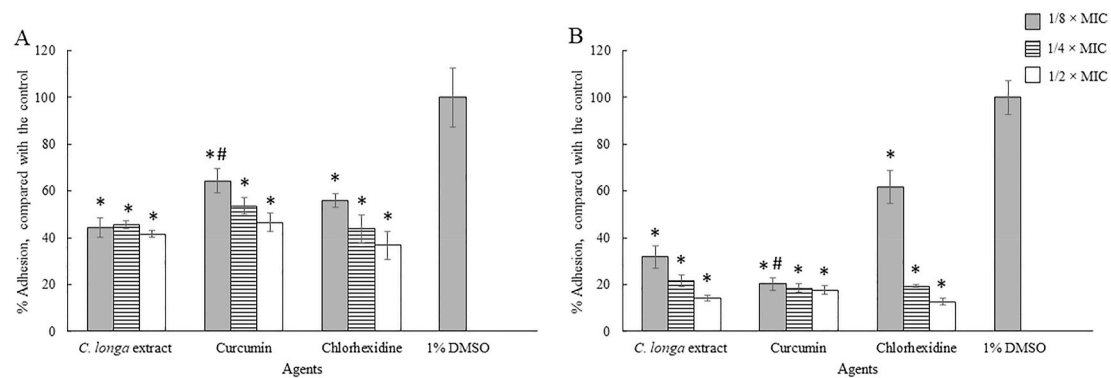 A
B
1/8 × MIC
1/4 × MIC
1/2 × MIC
% Adhesion, compared with the control
120
100
80
60
40
20
0
* * *
*# * *
* * *
C. longa extract Curcumin Chlorhexidine 1% DMSO
Agents
% Adhesion, compared with the control
120
100
80
60
40
20
0
* * *
*# * *
* * *
C. longa extract Curcumin Chlorhexidine 1% DMSO
Agents